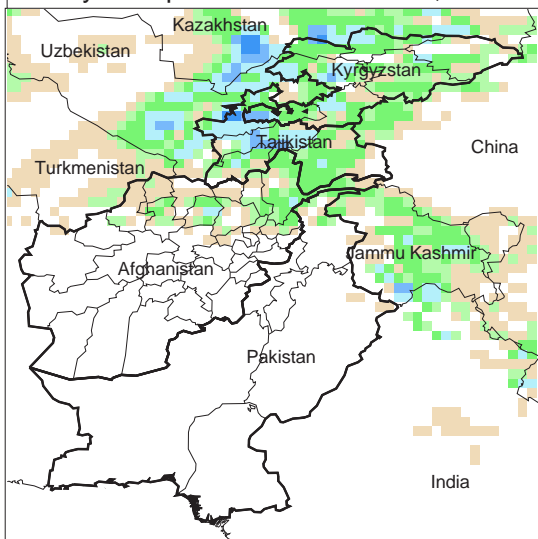 Kazakhstan
Uzbekistan
Kyrgyzstan
Tajikistan
China
Turkmenistan
Jammu Kashmir
Afghanistan
Pakistan
India